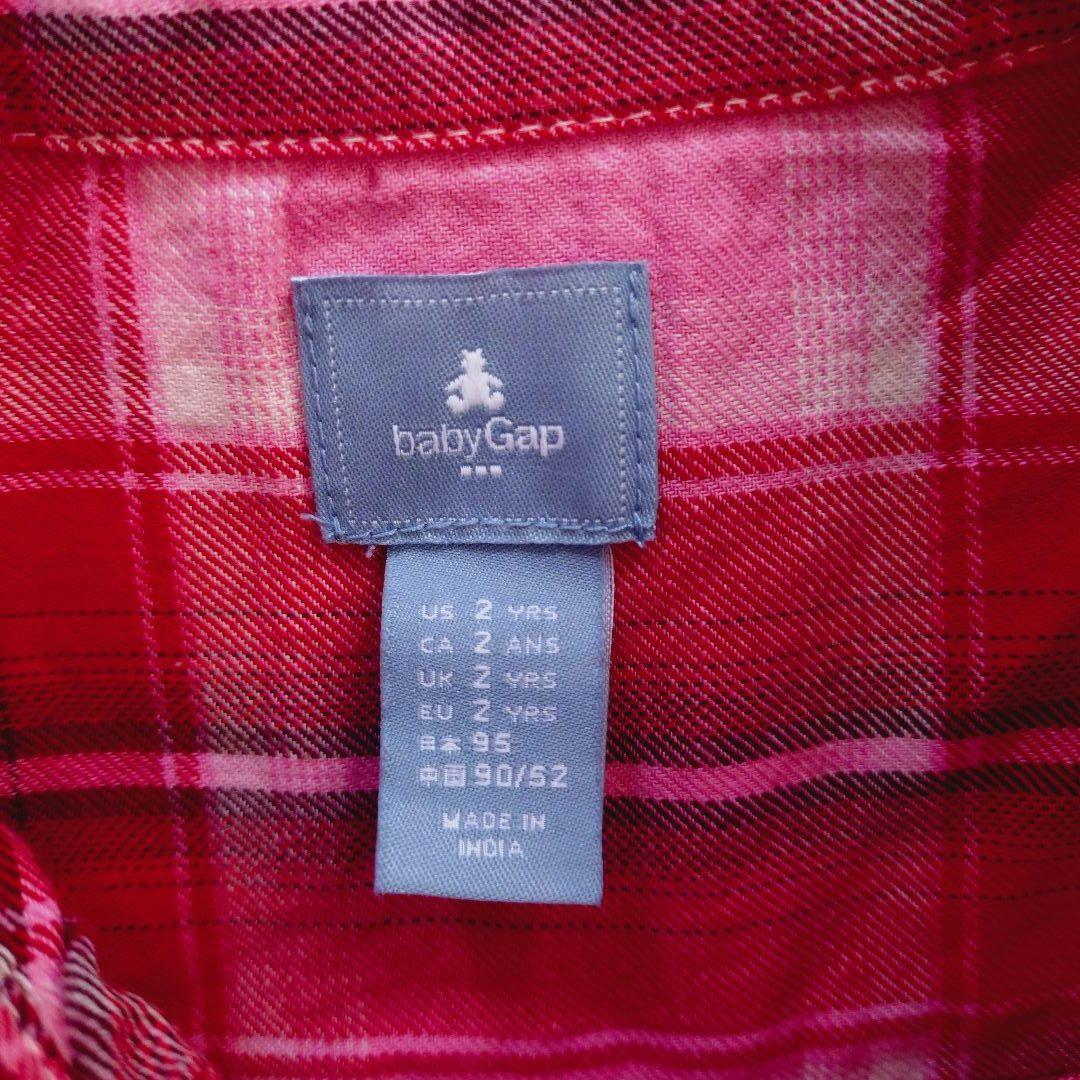 babyGap
US 2 YRS
CA 2 ANS
UK 2 YRS
EU 2 YRS
日本 95
中国 90/52
MADE IN
INDIA